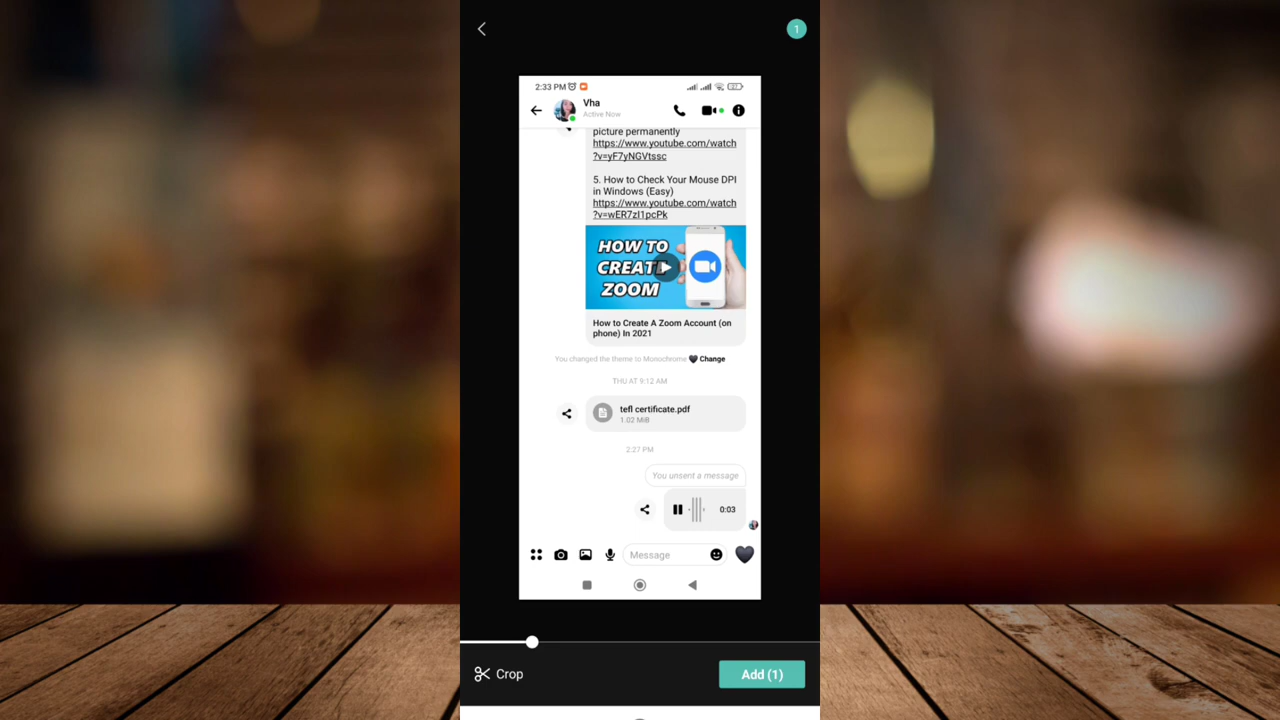 1
2:33 PM
Vha
Active Now
picture permanently
https://www.youtube.com/watch
?v=yF7yNGVtssc
5. How to Check Your Mouse DPI
in Windows (Easy)
https://www.youtube.com/watch
?v=wER7zI1pcPk
HOW TO
CREATE
ZOOM
How to Create A Zoom Account (on
phone) In 2021
You changed the theme to Monochrome 🖤 Change
THU AT 9:12 AM
tefl certificate.pdf
1.02 MiB
2:27 PM
You unsent a message
0:03
Message
Crop
Add (1)